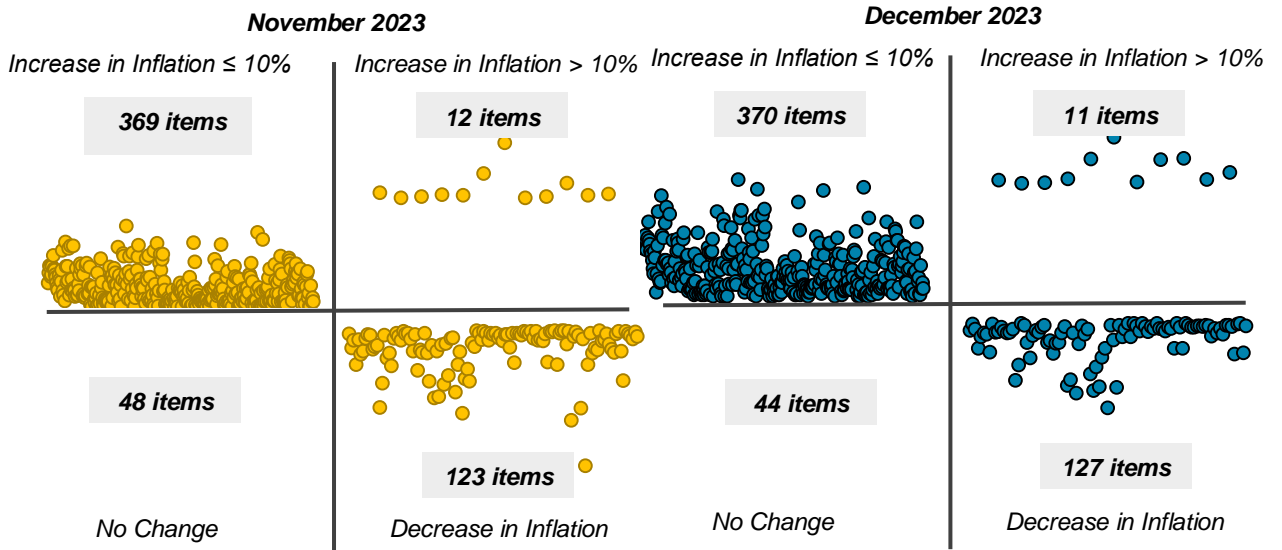 November 2023
Increase in Inflation ≤ 10%
Increase in Inflation > 10%
369 items
12 items
48 items
123 items
No Change
Decrease in Inflation
December 2023
Increase in Inflation ≤ 10%
Increase in Inflation > 10%
370 items
11 items
44 items
127 items
No Change
Decrease in Inflation